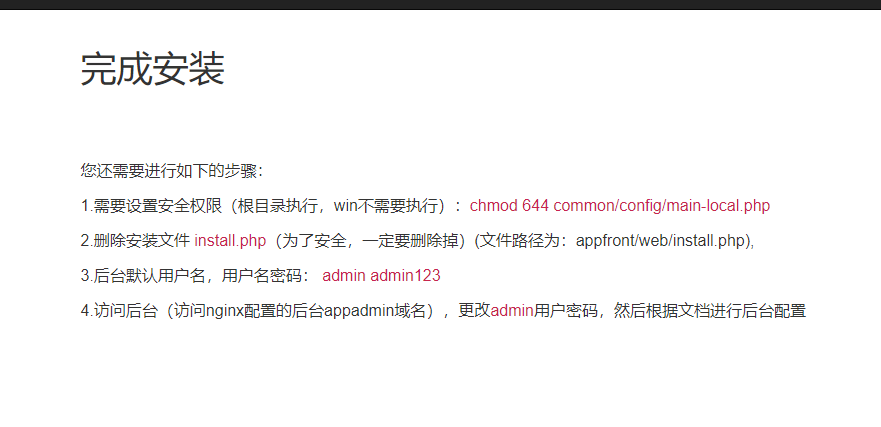 完成安装
您还需要进行如下的步骤：
1.需要设置安全权限（根目录执行，win不需要执行）：chmod 644 common/config/main-local.php
2.删除安装文件 install.php（为了安全，一定要删除掉）(文件路径为：appfront/web/install.php),
3.后台默认用户名，用户名密码： admin admin123
4.访问后台（访问nginx配置的后台appadmin域名），更改admin用户密码，然后根据文档进行后台配置